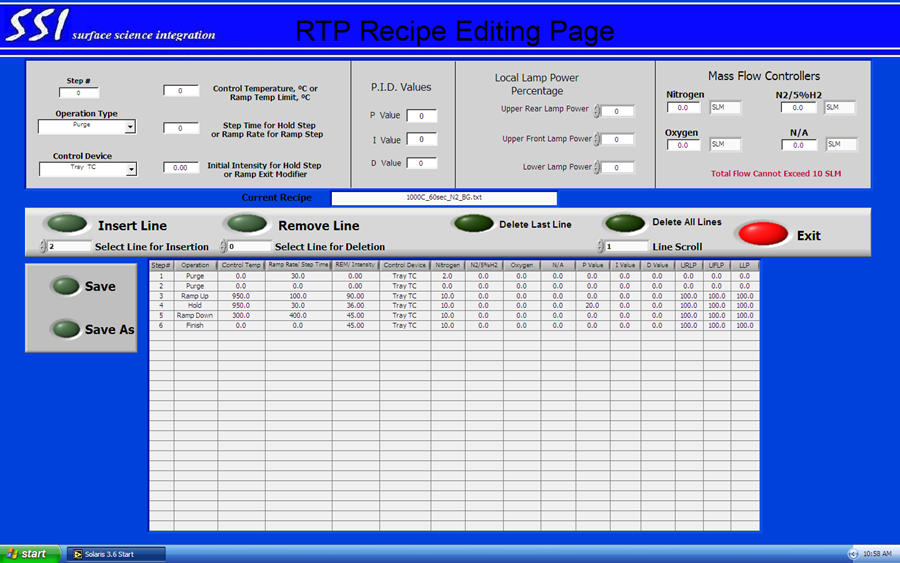 SSI surface science integration
RTP Recipe Editing Page
Step #
0
Operation Type
Purge
Control Device
Tray TC
0
Control Temperature, ºC or
Ramp Temp Limit, ºC
0
Step Time for Hold Step
or Ramp Rate for Ramp Step
0.00
Initial Intensity for Hold Step
or Ramp Exit Modifier
P.I.D. Values
P Value 0
I Value 0
D Value 0
Local Lamp Power
Percentage
Upper Rear Lamp Power 0
Upper Front Lamp Power 0
Lower Lamp Power 0
Mass Flow Controllers
Nitrogen
0.0 SLM
N2/5%H2
0.0 SLM
Oxygen
0.0 SLM
N/A
0.0 SLM
Total Flow Cannot Exceed 10 SLM
Current Recipe 1000C_60sec_N2_BG.txt
Insert Line
2 Select Line for Insertion
Remove Line
0 Select Line for Deletion
Delete Last Line
Delete All Lines
1 Line Scroll
Exit
Save
Save As
Step# Operation Control Temp Ramp Rate/ Step Time REM/ Intensity Control Device Nitrogen N2/5%H2 Oxygen N/A P Value I Value D Value URLP UFLP LLP
1 Purge 0.0 30.0 0.00 Tray TC 2.0 0.0 0.0 0.0 0.0 0.0 0.0 0.0 0.0 0.0
2 Purge 0.0 0.0 0.00 Tray TC 0.0 0.0 0.0 0.0 0.0 0.0 0.0 0.0 0.0 0.0
3 Ramp Up 950.0 100.0 90.00 Tray TC 10.0 0.0 0.0 0.0 0.0 0.0 0.0 100.0 100.0 100.0
4 Hold 950.0 30.0 36.00 Tray TC 10.0 0.0 0.0 0.0 20.0 0.0 0.0 100.0 100.0 100.0
5 Ramp Down 300.0 400.0 45.00 Tray TC 10.0 0.0 0.0 0.0 0.0 0.0 0.0 100.0 100.0 100.0
6 Finish 0.0 0.0 45.00 Tray TC 10.0 0.0 0.0 0.0 0.0 0.0 0.0 100.0 100.0 100.0
start
Solaris 3.6 Start
10:58 AM